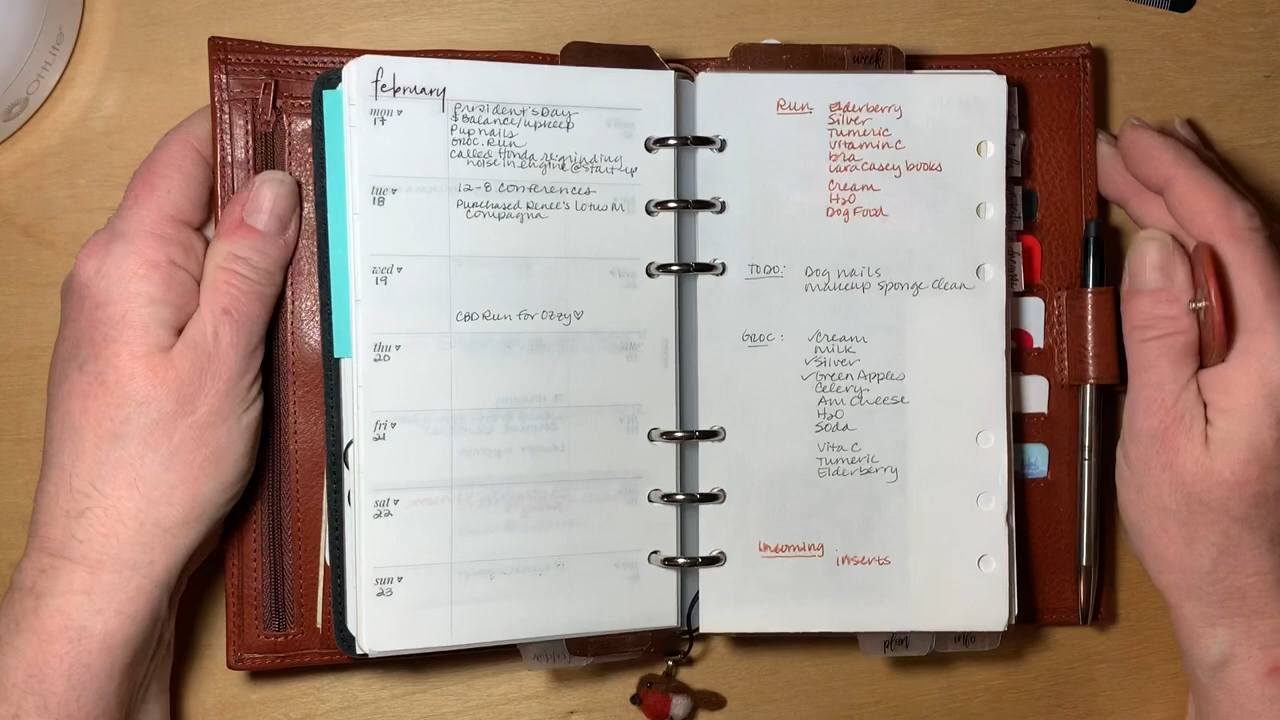 OttLite
week
february
mon
17
President's Day
$ Balance/upkeep
Pup nails
Groc. Run
called Honda re: grinding
noise in engine @ start up
tue
18
12-8 Conferences
Purchased Renee's Lotus M
Compagna
wed
19
CBD Run for Ozzy♡
thu
20
fri
21
sat
22
sun
23
Run Elderberry
Silver
Tumeric
Vitamin C
bra
Lara Casey books
Cream
H2O
Dog Food
TODO: Dog nails
makeup sponge clean
GROC: ✓Cream
Milk
✓Silver
✓Green Apples
Celery
Am Cheese
H2O
Soda
Vita C
Tumeric
Elderberry
Incoming inserts
plan
info